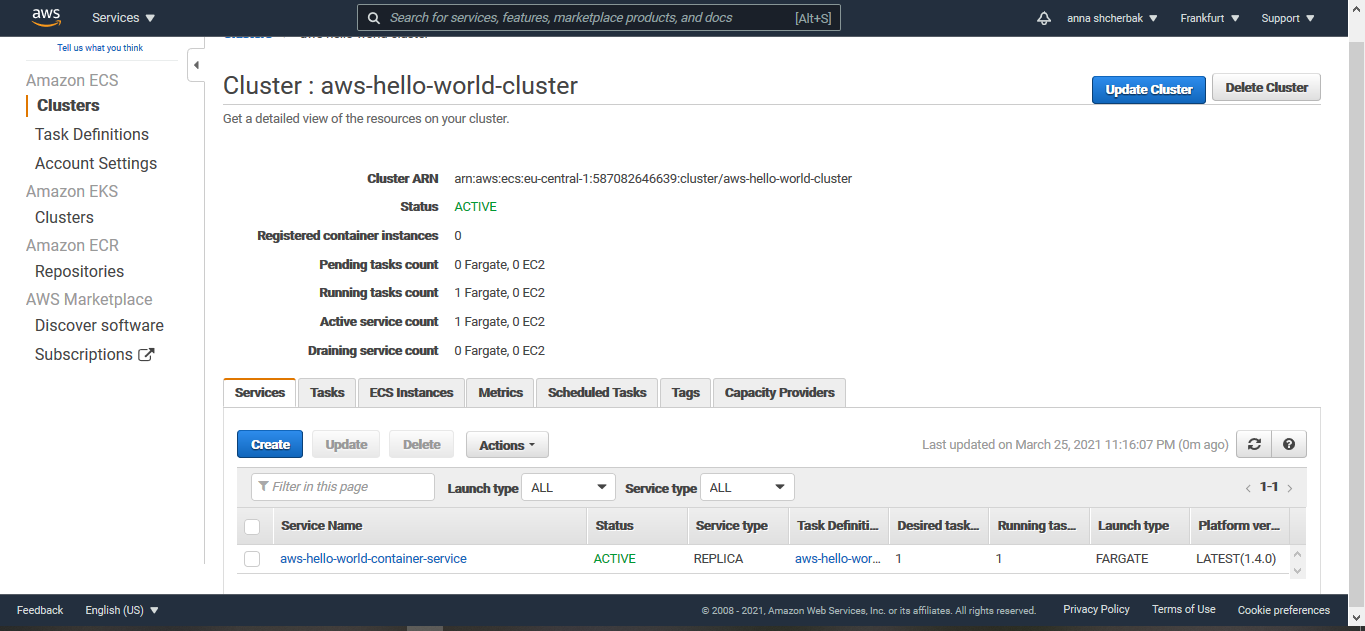 aws Services Search for services, features, marketplace products, and docs [Alt+S] anna shcherbak Frankfurt Support
Tell us what you think
Amazon ECS
Clusters
Task Definitions
Account Settings
Amazon EKS
Clusters
Amazon ECR
Repositories
AWS Marketplace
Discover software
Subscriptions
Cluster : aws-hello-world-cluster
Update Cluster Delete Cluster
Get a detailed view of the resources on your cluster.
Cluster ARN arn:aws:ecs:eu-central-1:587082646639:cluster/aws-hello-world-cluster
Status ACTIVE
Registered container instances 0
Pending tasks count 0 Fargate, 0 EC2
Running tasks count 1 Fargate, 0 EC2
Active service count 1 Fargate, 0 EC2
Draining service count 0 Fargate, 0 EC2
Services Tasks ECS Instances Metrics Scheduled Tasks Tags Capacity Providers
Create Update Delete Actions Last updated on March 25, 2021 11:16:07 PM (0m ago)
Filter in this page Launch type ALL Service type ALL < 1-1 >
Service Name Status Service type Task Definiti... Desired task... Running tas... Launch type Platform ver...
aws-hello-world-container-service ACTIVE REPLICA aws-hello-wor... 1 1 FARGATE LATEST(1.4.0)
Feedback English (US) © 2008 - 2021, Amazon Web Services, Inc. or its affiliates. All rights reserved. Privacy Policy Terms of Use Cookie preferences